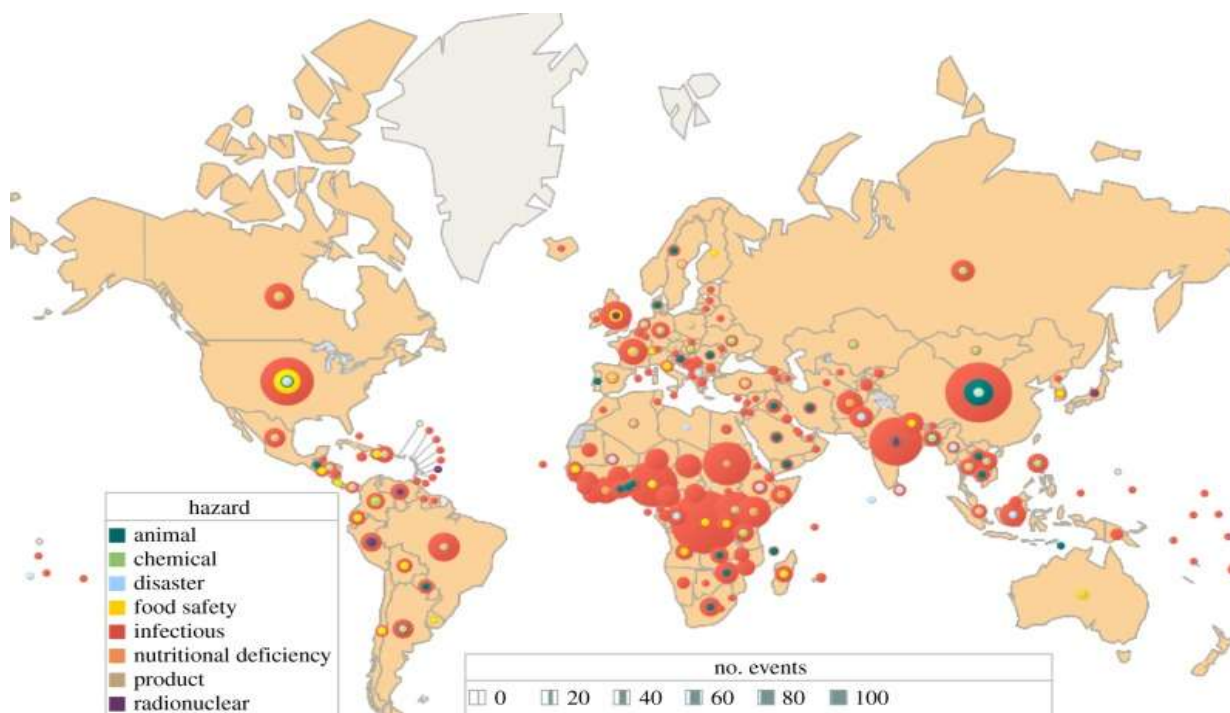 hazard
animal
chemical
disaster
food safety
infectious
nutritional deficiency
product
radionuclear
no. events
0 20 40 60 80 100